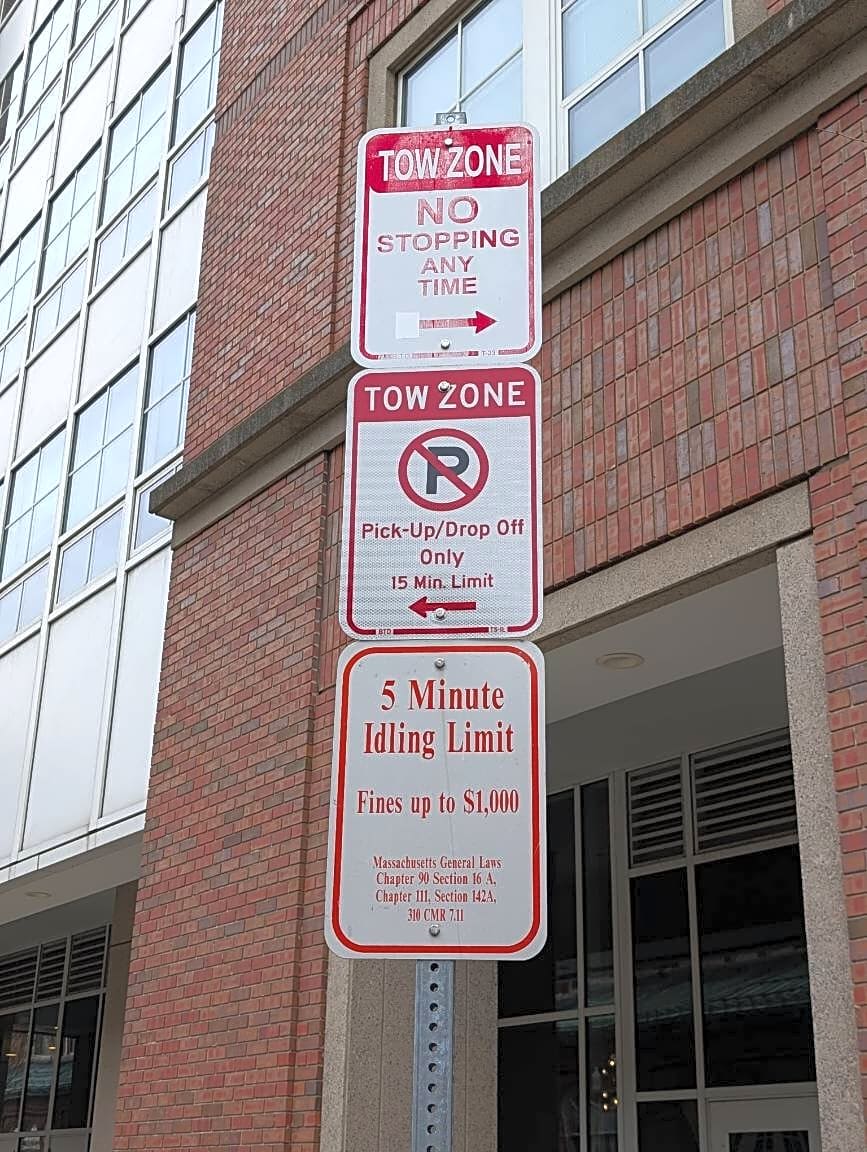 TOW ZONE
NO
STOPPING
ANY
TIME
T-23
TOW ZONE
P
Pick-Up/Drop Off
Only
15 Min. Limit
BTD
5 Minute
Idling Limit
Fines up to $1,000
Massachusetts General Laws
Chapter 90 Section 16 A,
Chapter 111, Section 142A,
310 CMR 7.11